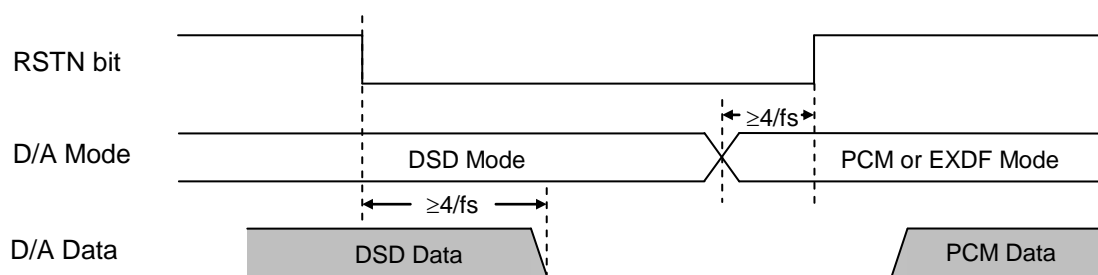 RSTN bit
≥4/fs
D/A Mode
DSD Mode
PCM or EXDF Mode
≥4/fs
D/A Data
DSD Data
PCM Data